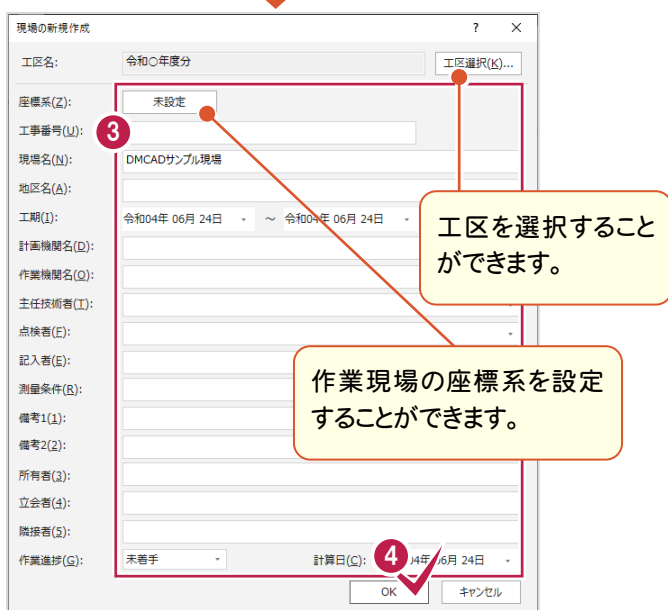 現場の新規作成 ? ×
工区名: 令和○年度分 工区選択(K)...
座標系(Z): 未設定
3
工事番号(U):
現場名(N): DMCADサンプル現場
地区名(A):
工期(I): 令和04年 06月 24日 ～ 令和04年 06月 24日
工区を選択すること
ができます。
計画機関名(D):
作業機関名(O):
主任技術者(T):
点検者(F):
記入者(E):
作業現場の座標系を設定
することができます。
測量条件(R):
備考1(1):
備考2(2):
所有者(3):
立会者(4):
隣接者(5):
作業進捗(G): 未着手 計算日(C): 4 04年 06月 24日
OK キャンセル